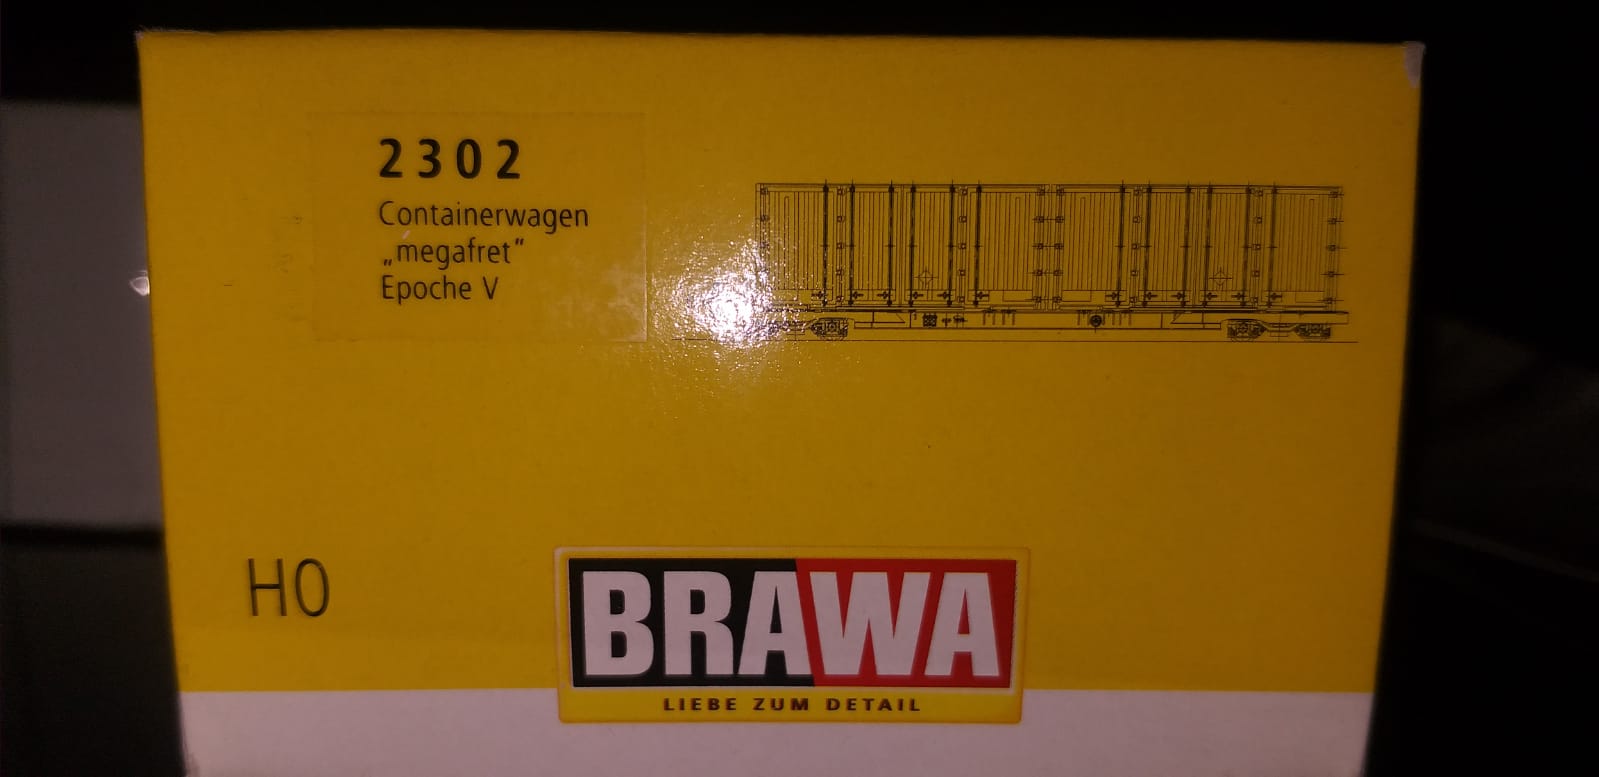 2302
Containerwagen
„megafret“
Epoche V
H0
BRAWA
LIEBE ZUM DETAIL